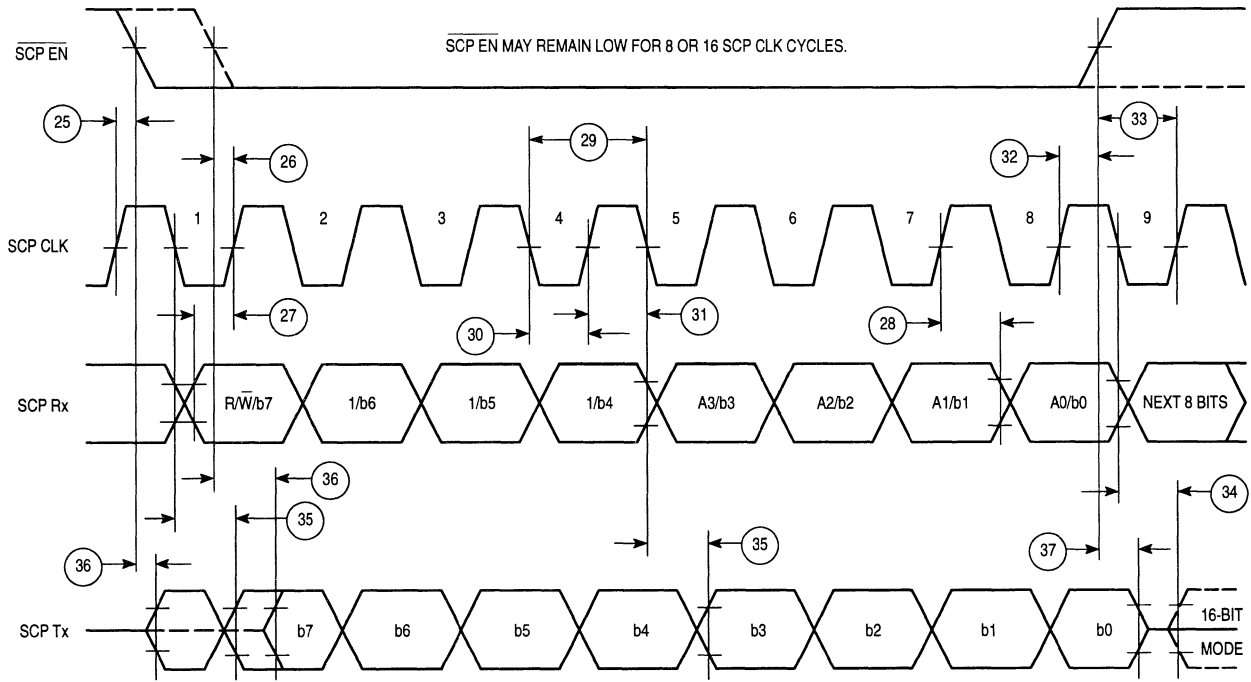 SCP EN
SCP EN MAY REMAIN LOW FOR 8 OR 16 SCP CLK CYCLES.
25
33
29
32
26
1 2 3 4 5 6 7 8 9
SCP CLK
27
30
31
28
SCP Rx
R/W/b7 1/b6 1/b5 1/b4 A3/b3 A2/b2 A1/b1 A0/b0 NEXT 8 BITS
36
34
35
35
36
37
SCP Tx
b7 b6 b5 b4 b3 b2 b1 b0
16-BIT
MODE